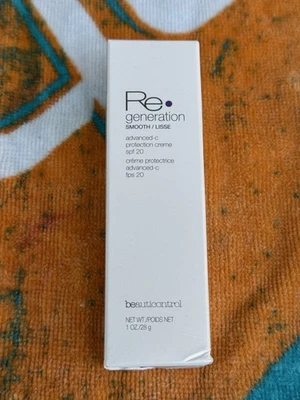 Re•
generation
SMOOTH / LISSE
advanced-c
protection creme
spf 20
crème protectrice
advanced-c
fps 20
beauticontrol
NET WT./POIDS NET
1 OZ./28 g